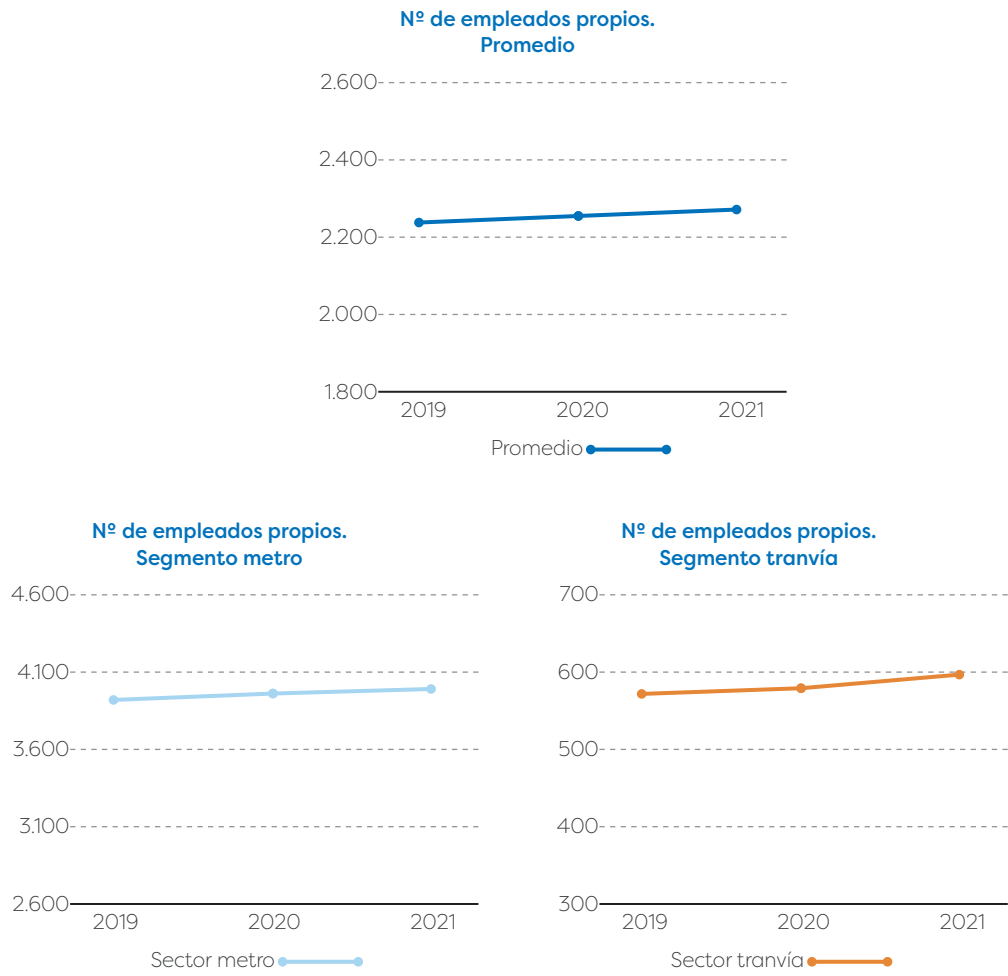 Nº de empleados propios.
Promedio
2.600
2.400
2.200
2.000
1.800
2019 2020 2021
Promedio
Nº de empleados propios.
Segmento metro
4.600
4.100
3.600
3.100
2.600
2019 2020 2021
Sector metro
Nº de empleados propios.
Segmento tranvía
700
600
500
400
300
2019 2020 2021
Sector tranvía